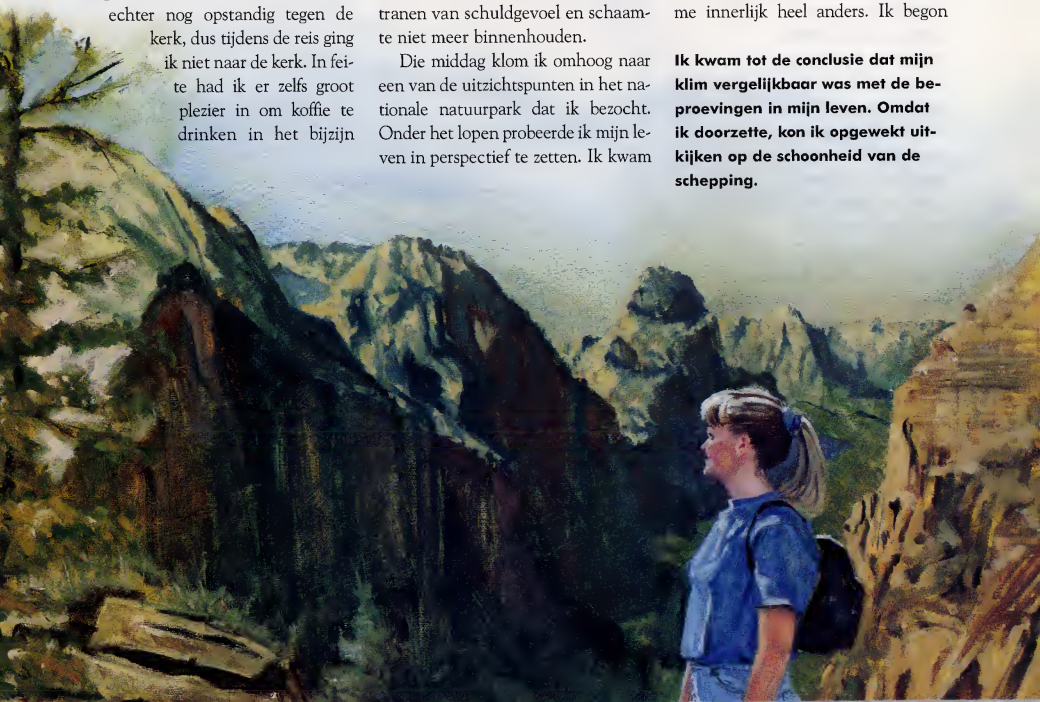 echter nog opstandig tegen de
kerk, dus tijdens de reis ging
ik niet naar de kerk. In fei-
te had ik er zelfs groot
plezier in om koffie te
drinken in het bijzijn
tranen van schuldgevoel en schaam-
te niet meer binnenhouden.
Die middag klom ik omhoog naar
een van de uitzichtspunten in het na-
tionale natuurpark dat ik bezocht.
Onder het lopen probeerde ik mijn le-
ven in perspectief te zetten. Ik kwam
me innerlijk heel anders. Ik begon
Ik kwam tot de conclusie dat mijn
klim vergelijkbaar was met de be-
proevingen in mijn leven. Omdat
ik doorzette, kon ik opgewekt uit-
kijken op de schoonheid van de
schepping.